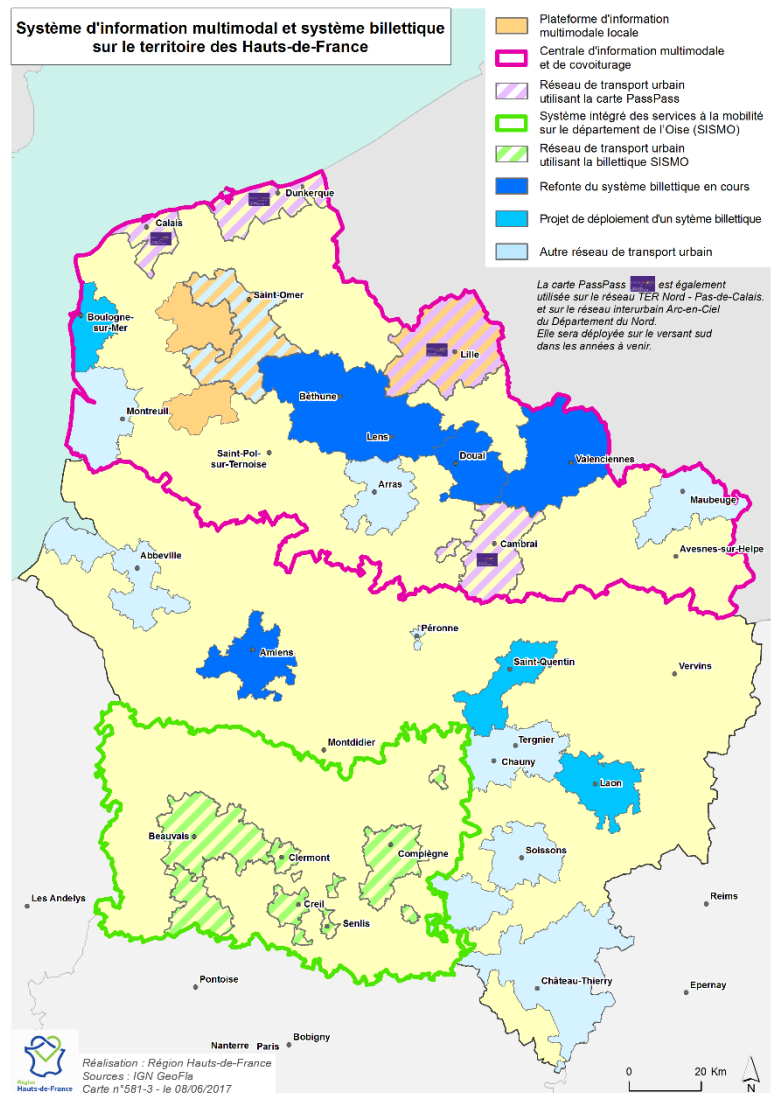 Système d'information multimodal et système billettique
sur le territoire des Hauts-de-France
Plateforme d'information
multimodale locale
Centrale d'information multimodale
et de covoiturage
Réseau de transport urbain
utilisant la carte PassPass
Système intégré des services à la mobilité
sur le département de l'Oise (SISMO)
Réseau de transport urbain
utilisant la billettique SISMO
Refonte du système billettique en cours
Projet de déploiement d'un sytème billettique
Autre réseau de transport urbain
La carte PassPass est également
utilisée sur le réseau TER Nord - Pas-de-Calais.
et sur le réseau interurbain Arc-en-Ciel
du Département du Nord.
Elle sera déployée sur le versant sud
dans les années à venir.
Dunkerque
Calais
Saint-Omer
Boulogne-
sur-Mer
Lille
Béthune
Montreuil
Lens
Douai
Saint-Pol-
sur-Ternoise
Valenciennes
Arras
Maubeuge
Cambrai
Avesnes-sur-Helpe
Abbeville
Péronne
Amiens
Saint-Quentin
Vervins
Montdidier
Tergnier
Chauny
Laon
Beauvais
Clermont
Compiègne
Soissons
Les Andelys
Creil
Senlis
Reims
Pontoise
Château-Thierry
Epernay
Nanterre
Paris
Bobigny
Région
Hauts-de-France
Réalisation : Région Hauts-de-France
Sources : IGN GeoFla
Carte n°581-3 - le 08/06/2017
0 20 Km
N